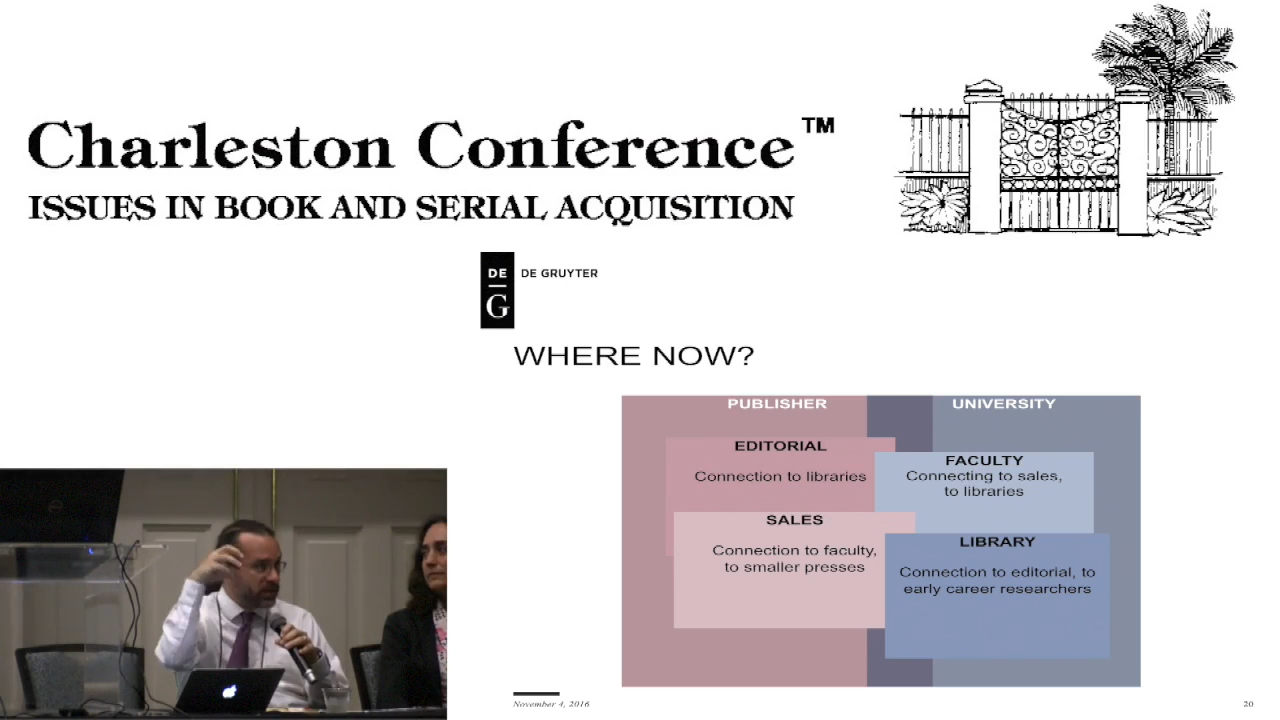 Charleston Conference™
ISSUES IN BOOK AND SERIAL ACQUISITION
DE
G
DE GRUYTER
WHERE NOW?
PUBLISHER
UNIVERSITY
EDITORIAL
Connection to libraries
FACULTY
Connecting to sales,
to libraries
SALES
Connection to faculty,
to smaller presses
LIBRARY
Connection to editorial, to
early career researchers
November 4, 2016
20